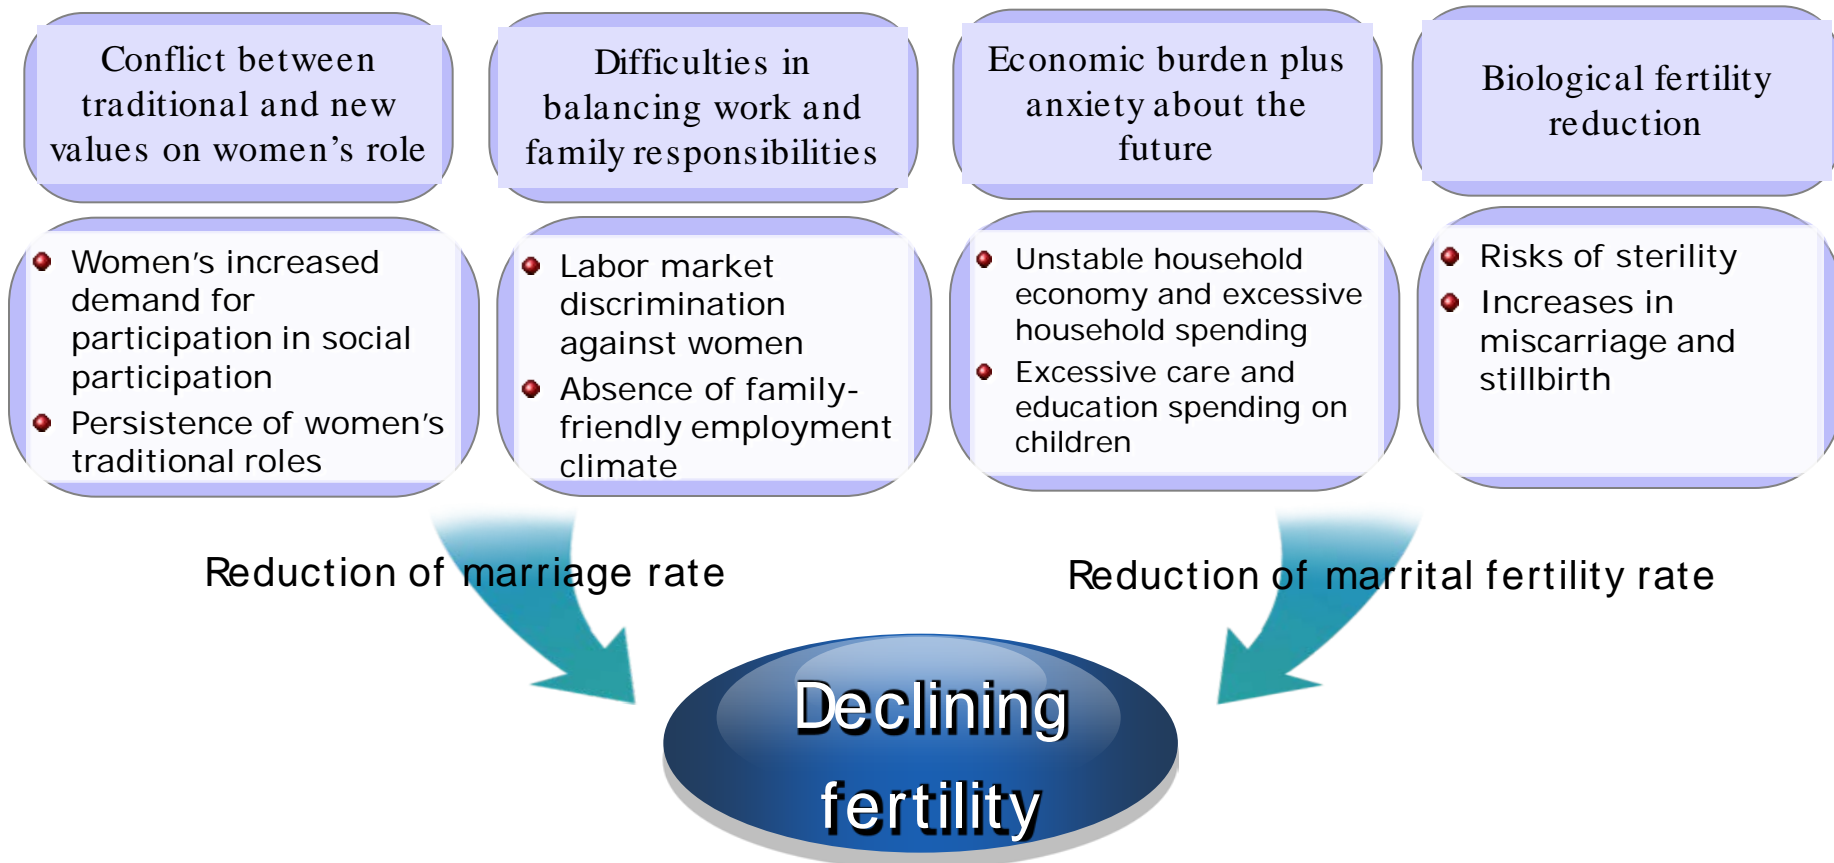 Conflict between
traditional and new
values on women's role
Difficulties in
balancing work and
family responsibilities
Economic burden plus
anxiety about the
future
Biological fertility
reduction
Women's increased
demand for
participation in social
participation
Persistence of women's
traditional roles
Labor market
discrimination
against women
Absence of family-
friendly employment
climate
Unstable household
economy and excessive
household spending
Excessive care and
education spending on
children
Risks of sterility
Increases in
miscarriage and
stillbirth
Reduction of marriage rate
Reduction of marrital fertility rate
Declining
fertility